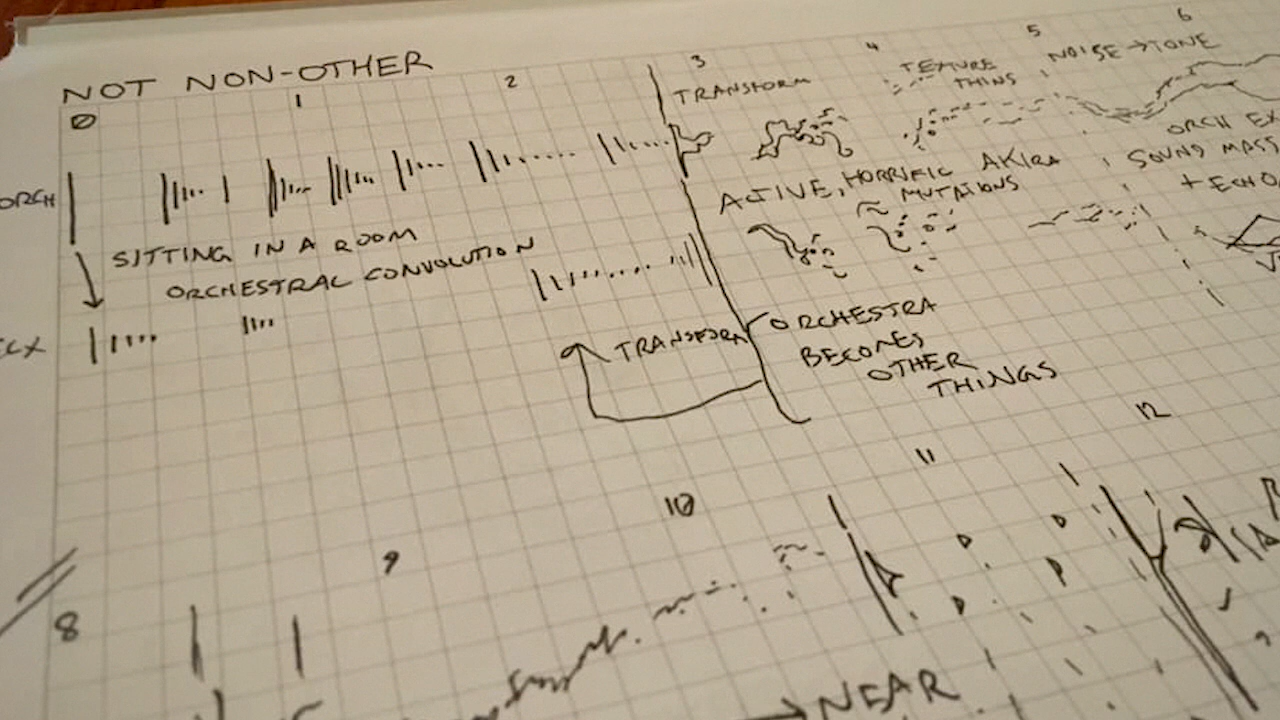 NOT NON-OTHER
0 1 2 3 4 5 6
TRANSFORM
TEXTURE
THINS
NOISE → TONE
ORCH
ORCH EX
SOUND MASS
+ ECHO
ACTIVE, HORRIFIC AKIRA
MUTATIONS
SITTING IN A ROOM
ORCHESTRAL CONVOLUTION
TRANSFORM
ORCHESTRA
BECOMES
OTHER
THINGS
8 9 10 11 12
→ NEAR